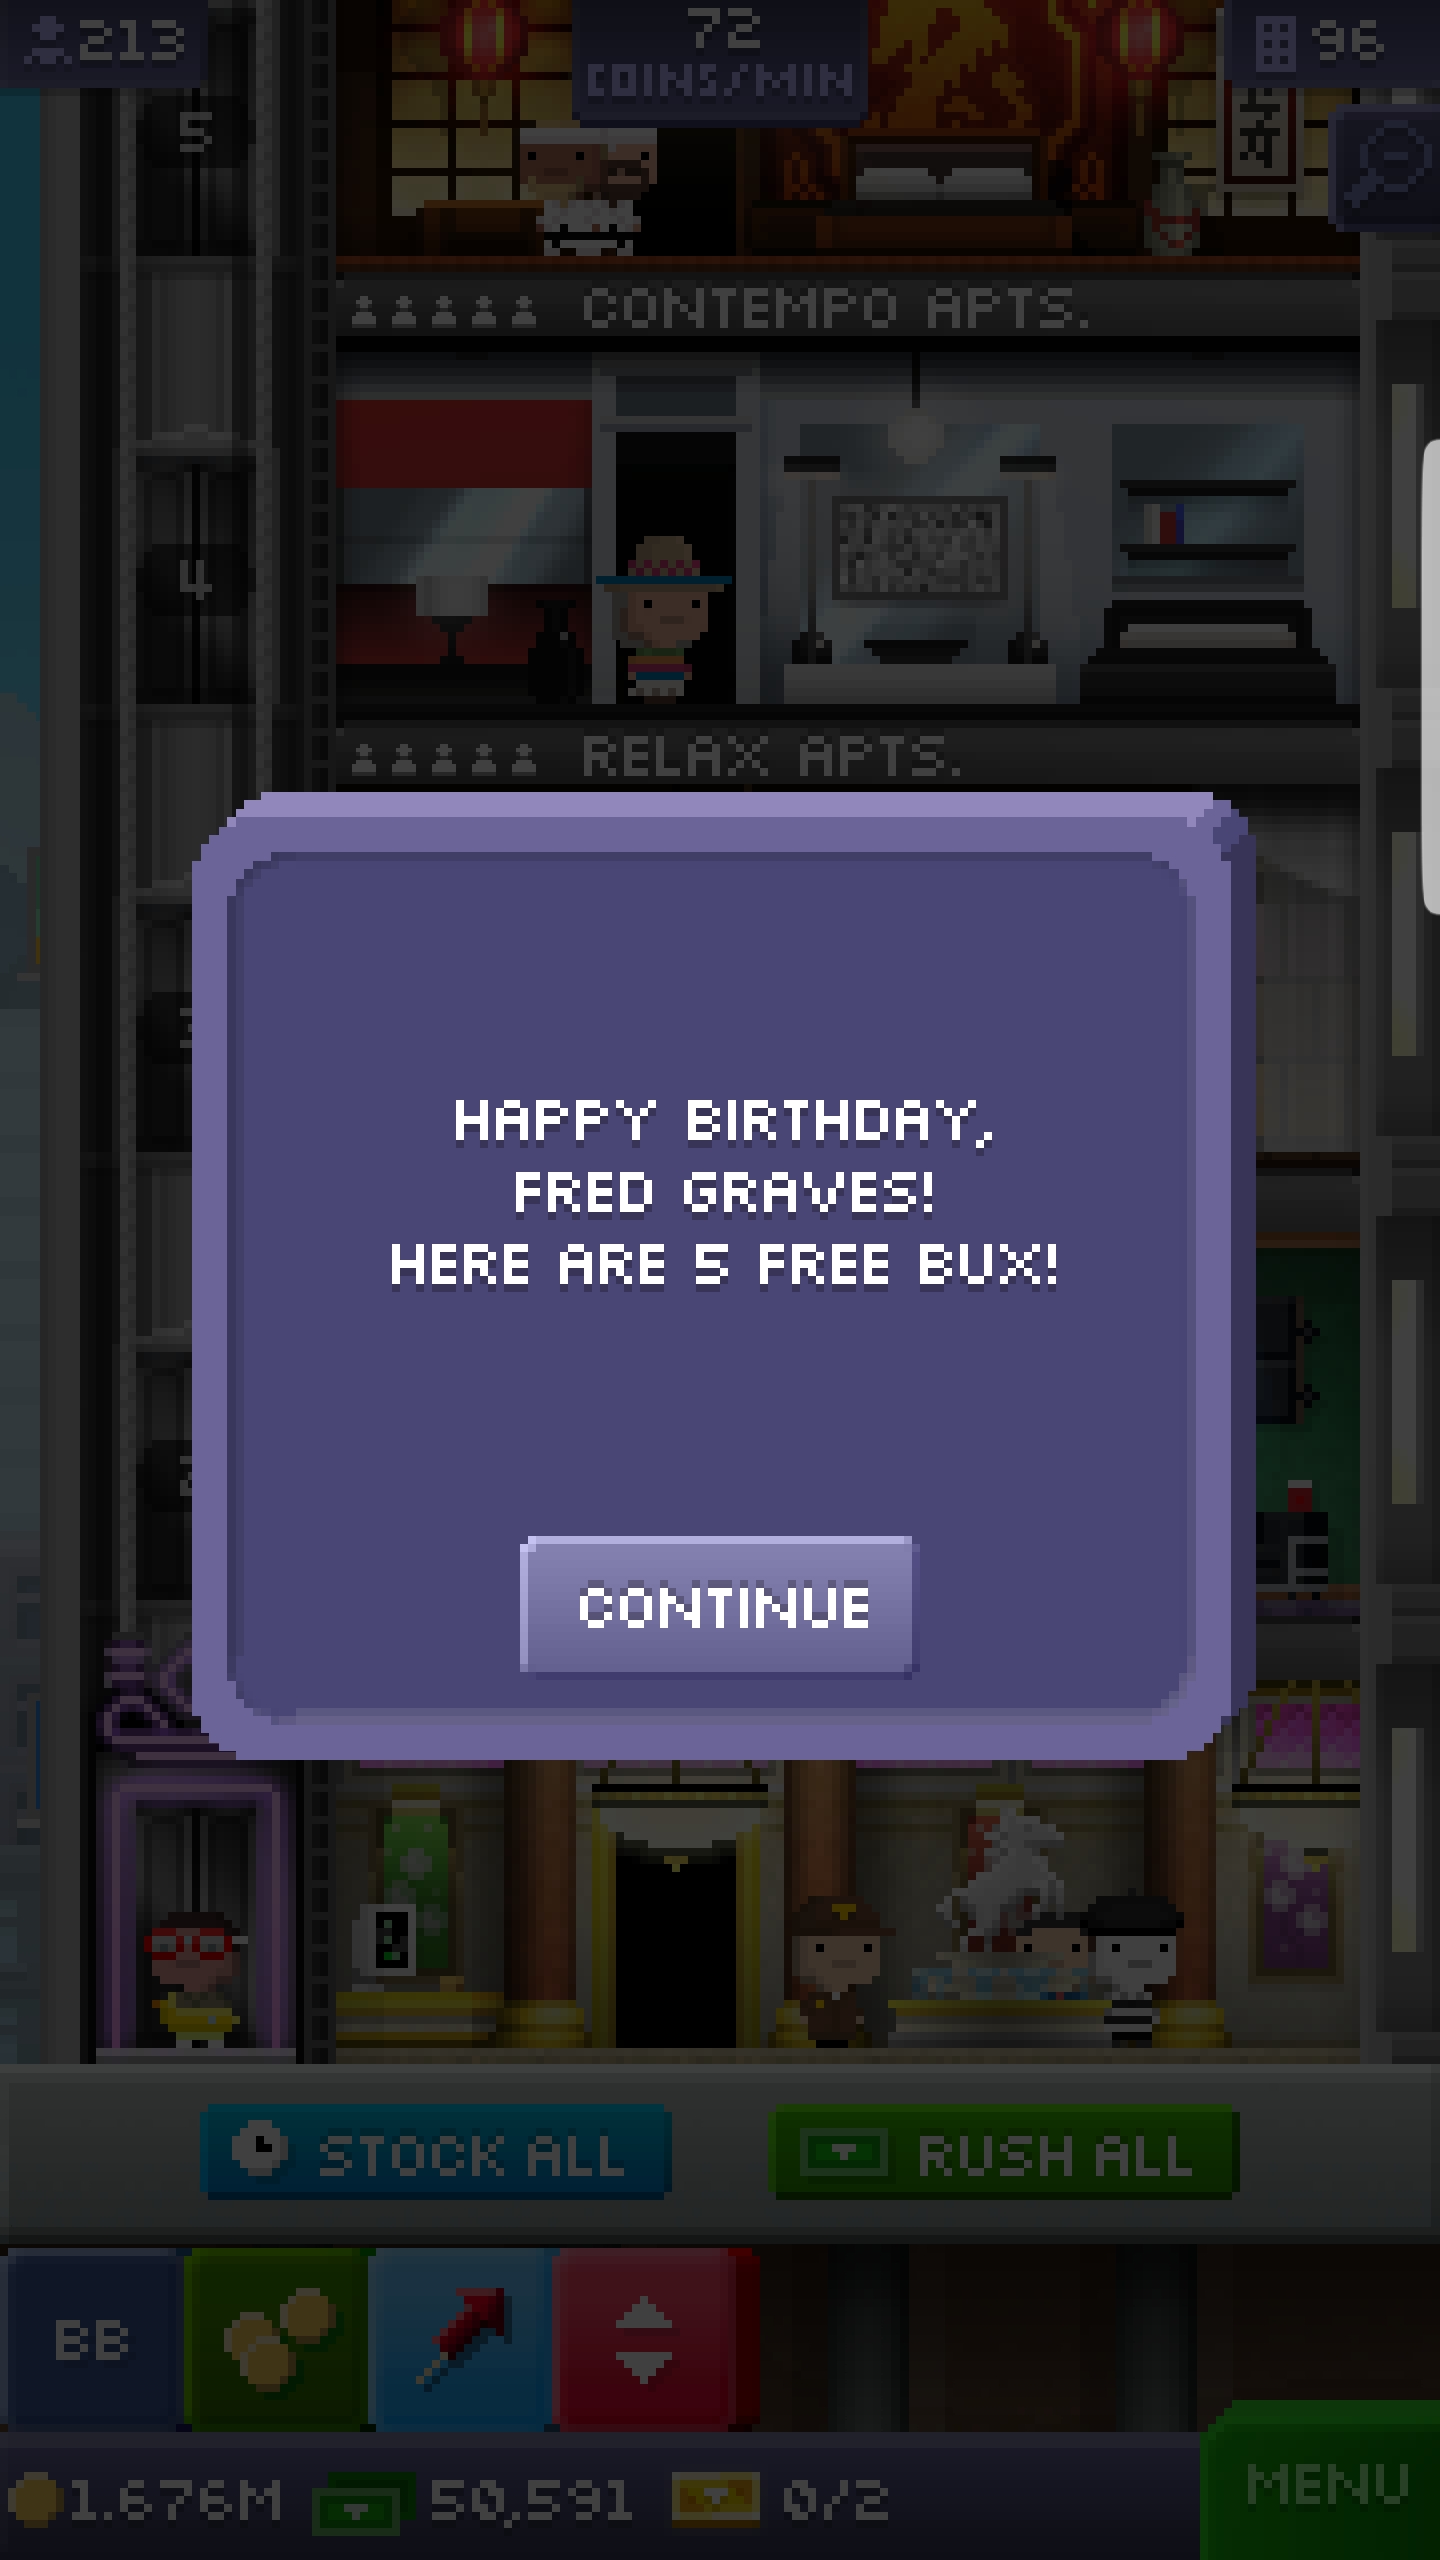 213
72
COINS/MIN
96
5
CONTEMPO APTS.
4
RELAX APTS.
HAPPY BIRTHDAY,
FRED GRAVES!
HERE ARE 5 FREE BUX!
CONTINUE
STOCK ALL
RUSH ALL
BB
1.676M
50,591
0/2
MENU